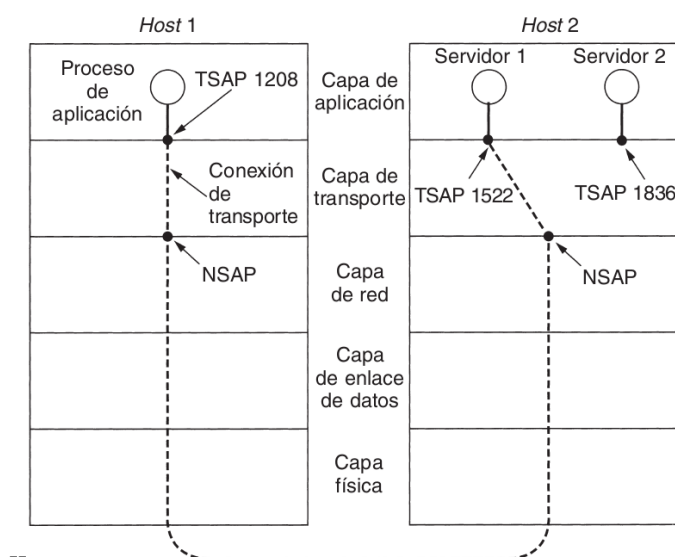 Host 1
Host 2
Proceso
de
aplicación
TSAP 1208
Capa de
aplicación
Servidor 1
Servidor 2
Conexión
de
transporte
Capa de
transporte
TSAP 1522
TSAP 1836
NSAP
Capa
de red
NSAP
Capa
de enlace
de datos
Capa
física